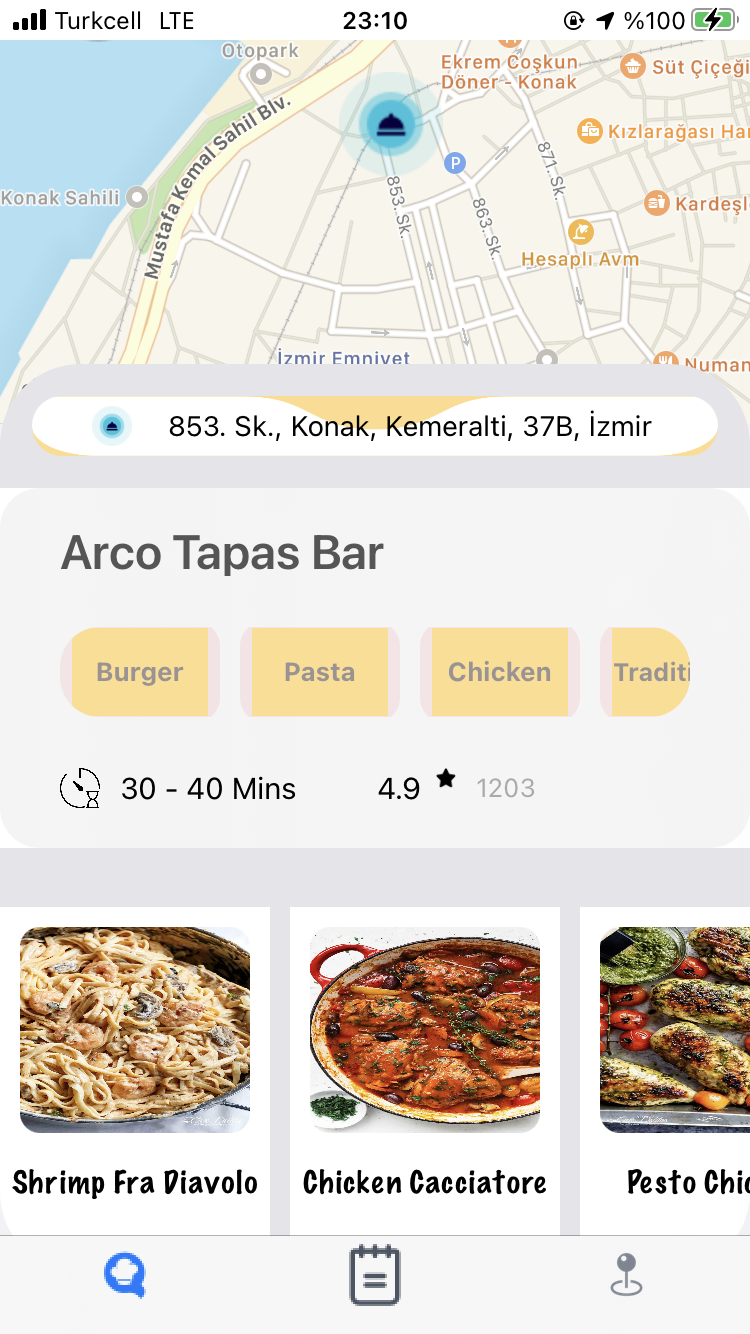 Turkcell LTE 23:10 %100
Otopark
Ekrem Coşkun
Döner - Konak
Süt Çiçeği
Mustafa Kemal Sahil Blv.
Kızlarağası Ha
P
871. Sk.
Konak Sahili
853. Sk.
863. Sk.
Kardeşl
Hesaplı Avm
İzmir Emniyet
Numan
853. Sk., Konak, Kemeralti, 37B, İzmir
Arco Tapas Bar
Burger Pasta Chicken Traditi
30 - 40 Mins 4.9 1203
Shrimp Fra Diavolo Chicken Cacciatore Pesto Chic